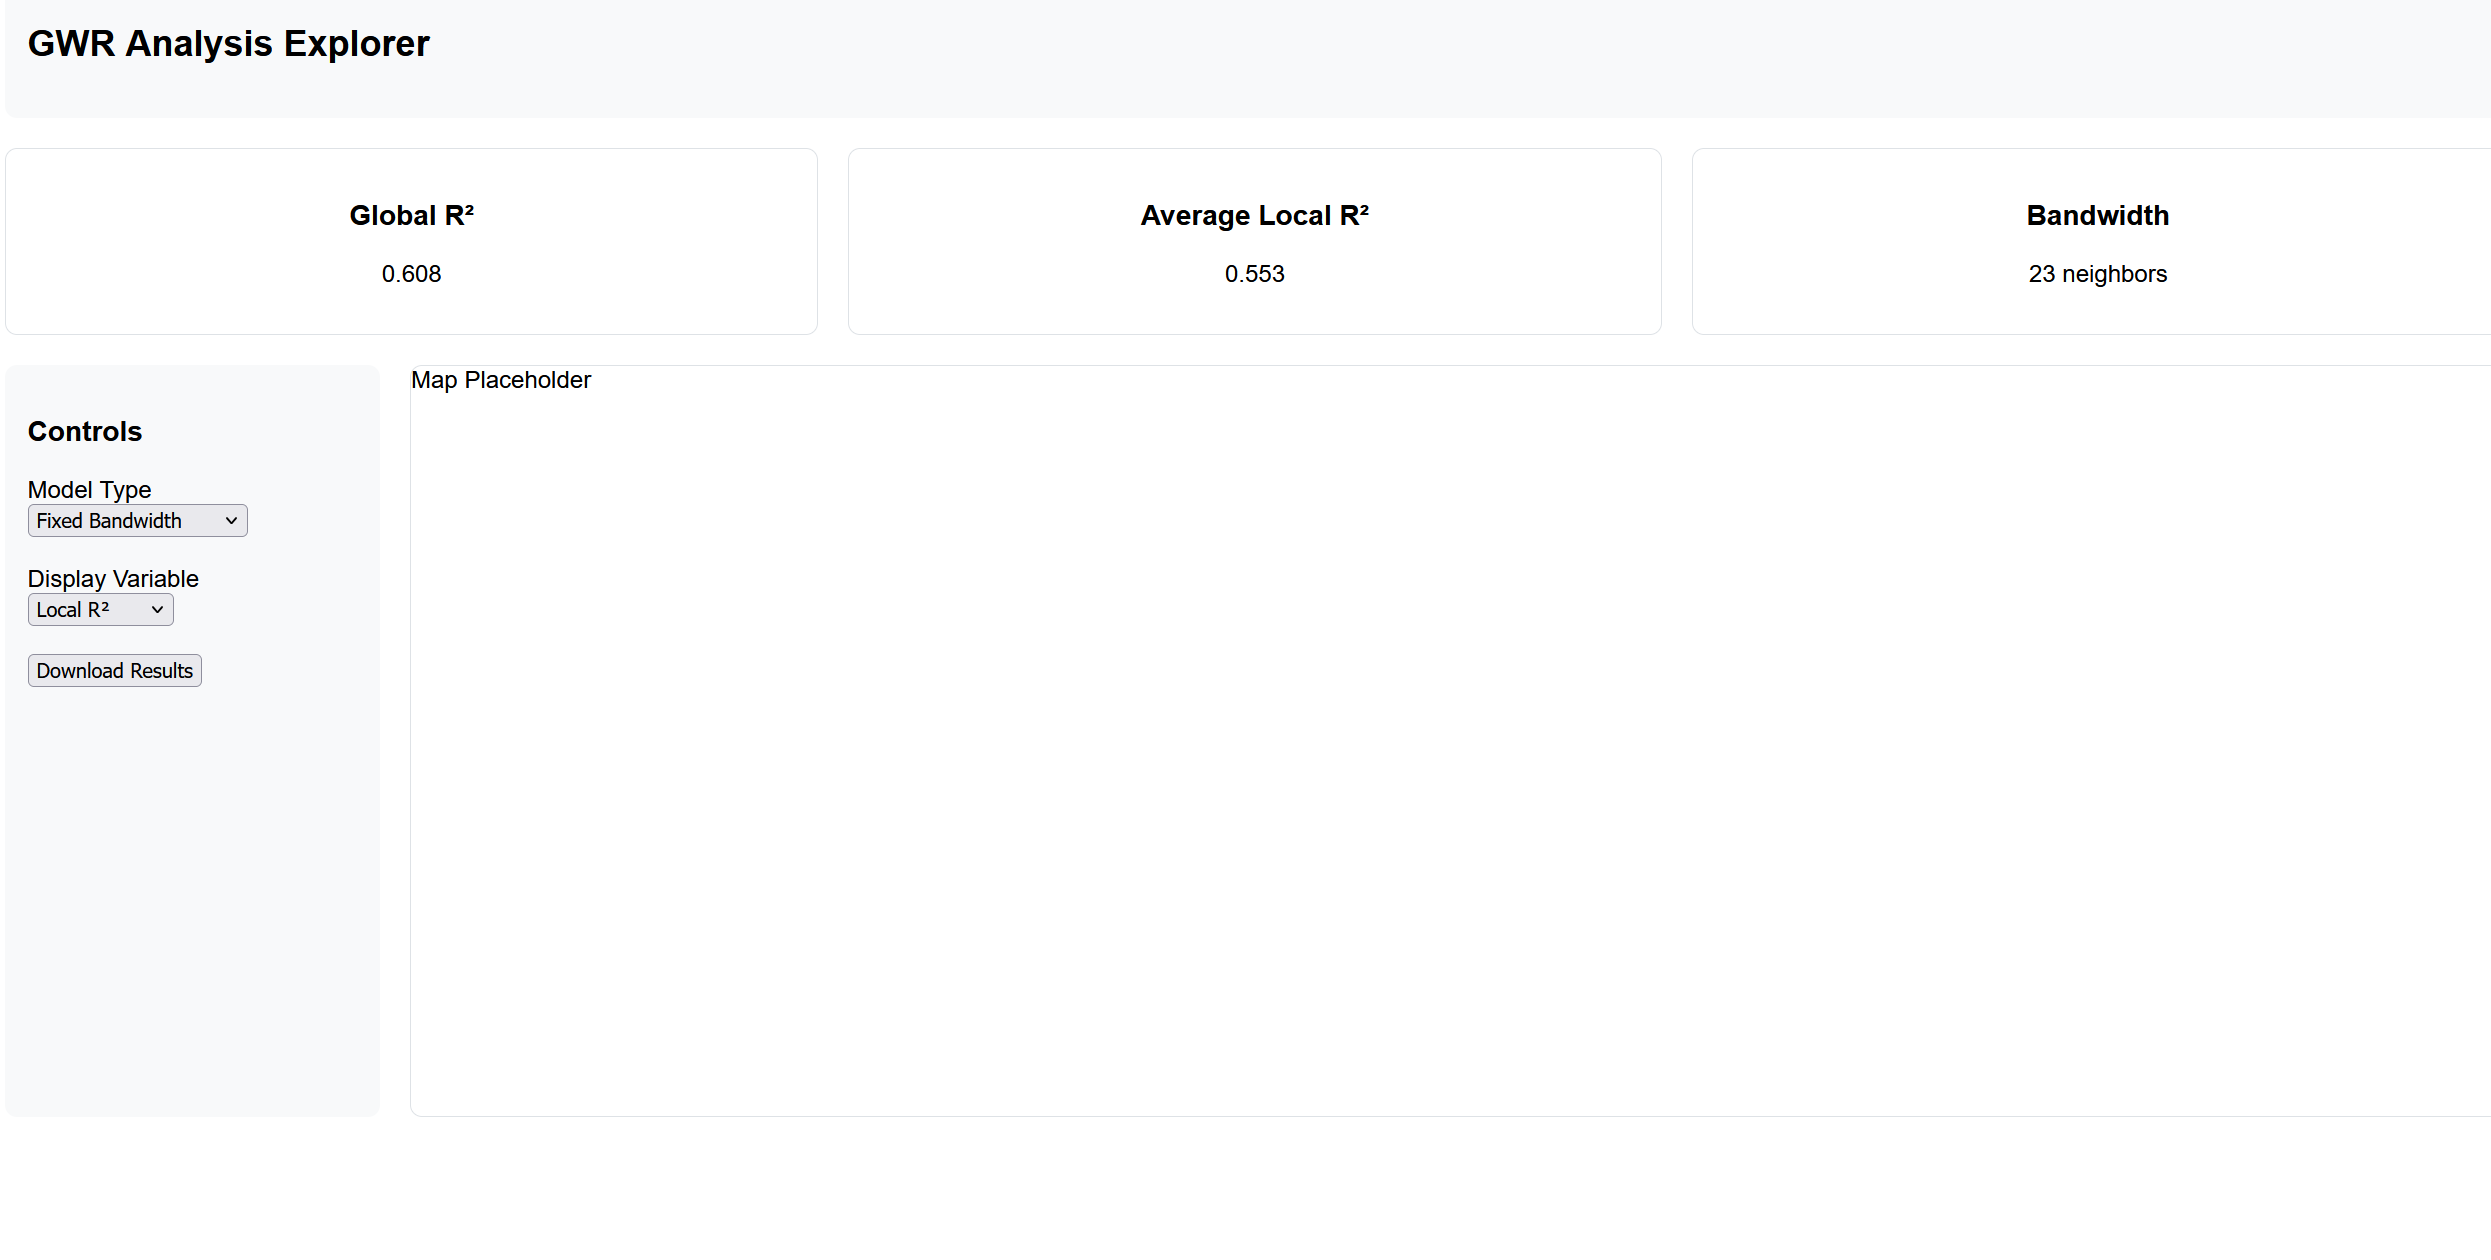 GWR Analysis Explorer
Global R²
0.608
Average Local R²
0.553
Bandwidth
23 neighbors
Controls
Model Type
Fixed Bandwidth
Display Variable
Local R²
Download Results
Map Placeholder